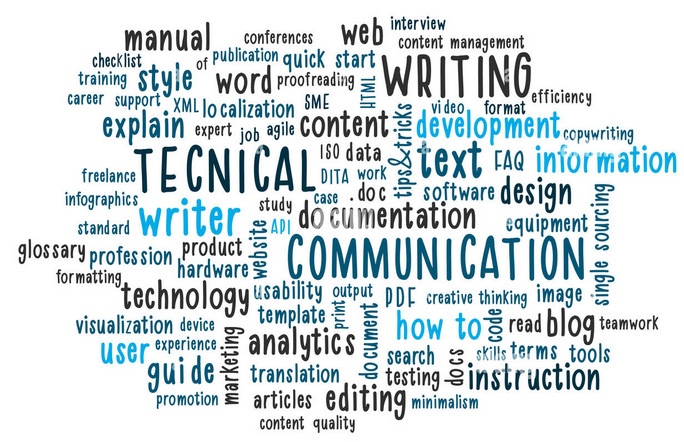 interview
web
manual
conferences
content management
checklist
of
publication
quick start
WRITING
training
style
word
proofreading
HTML
efficiency
career
support
XML
localization
SME
video
format
explain
expert
job
agile
content
tips&tricks
development
copywriting
TECNICAL
ISO
data
text
FAQ
information
freelance
DITA
work
infographics
case
.doc
software
design
standard
writer
study
documentation
API
equipment
single sourcing
glossary
profession
product
website
COMMUNICATION
hardware
formatting
technology
usability
output
PDF
creative thinking
image
visualization
device
template
print
how to
code
read
blog
teamwork
user
experience
marketing
analytics
document
search
docs
skills
terms
tools
guide
translation
testing
instruction
promotion
articles
editing
minimalism
content quality